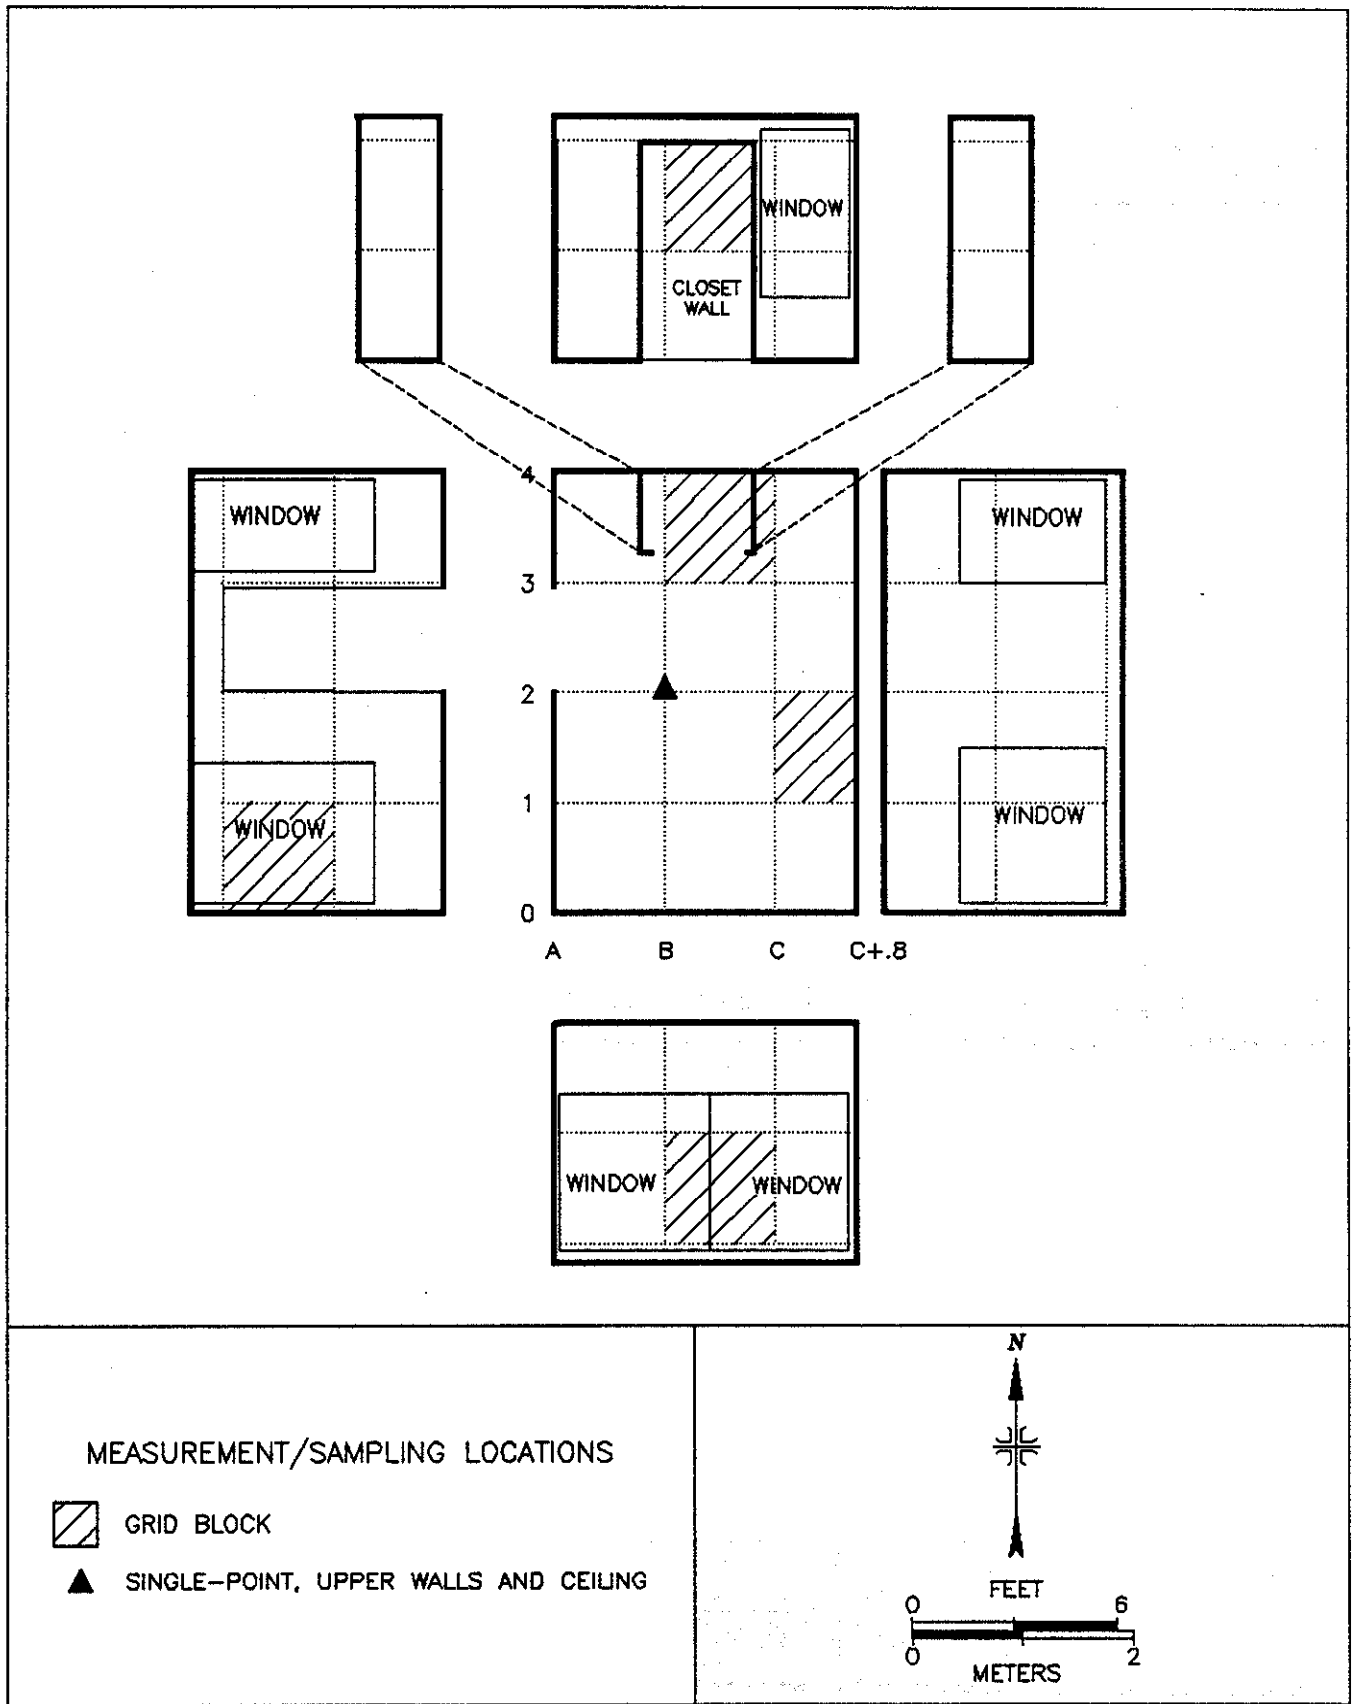 WINDOW
CLOSET
WALL
4
WINDOW
WINDOW
3
2
1
WINDOW
WINDOW
0
A B C C+.8
WINDOW WINDOW
MEASUREMENT/SAMPLING LOCATIONS
GRID BLOCK
SINGLE-POINT, UPPER WALLS AND CEILING
N
FEET
0 6
0 2
METERS